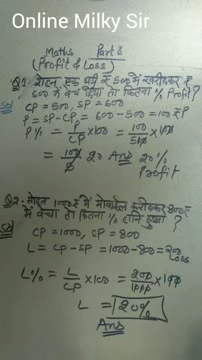 Online Milky Sir
Maths Part 3
(Profit & Loss)
Q1. मोहन एक घड़ी ₹ 500 में खरीदकर ₹
600 में बेच दिया तो कितना % Profit?
Sol CP = 500, SP = 600
P = SP - CP = 600 - 500 = 100 ₹ P
P% = P/CP × 100 = 100/500 × 100
= 20 Ans 20%
Profit
Q2. मोहन 1000 ₹ में मोबाईल खरीदकर 800 ₹
में बेचा तो कितना % हानि हुआ ?
Sol CP = 1000, SP = 800
L = CP - SP = 1000 - 800 = 200
Loss
L% = L/CP × 100 = 200/1000 × 100
L = 20%
Ans